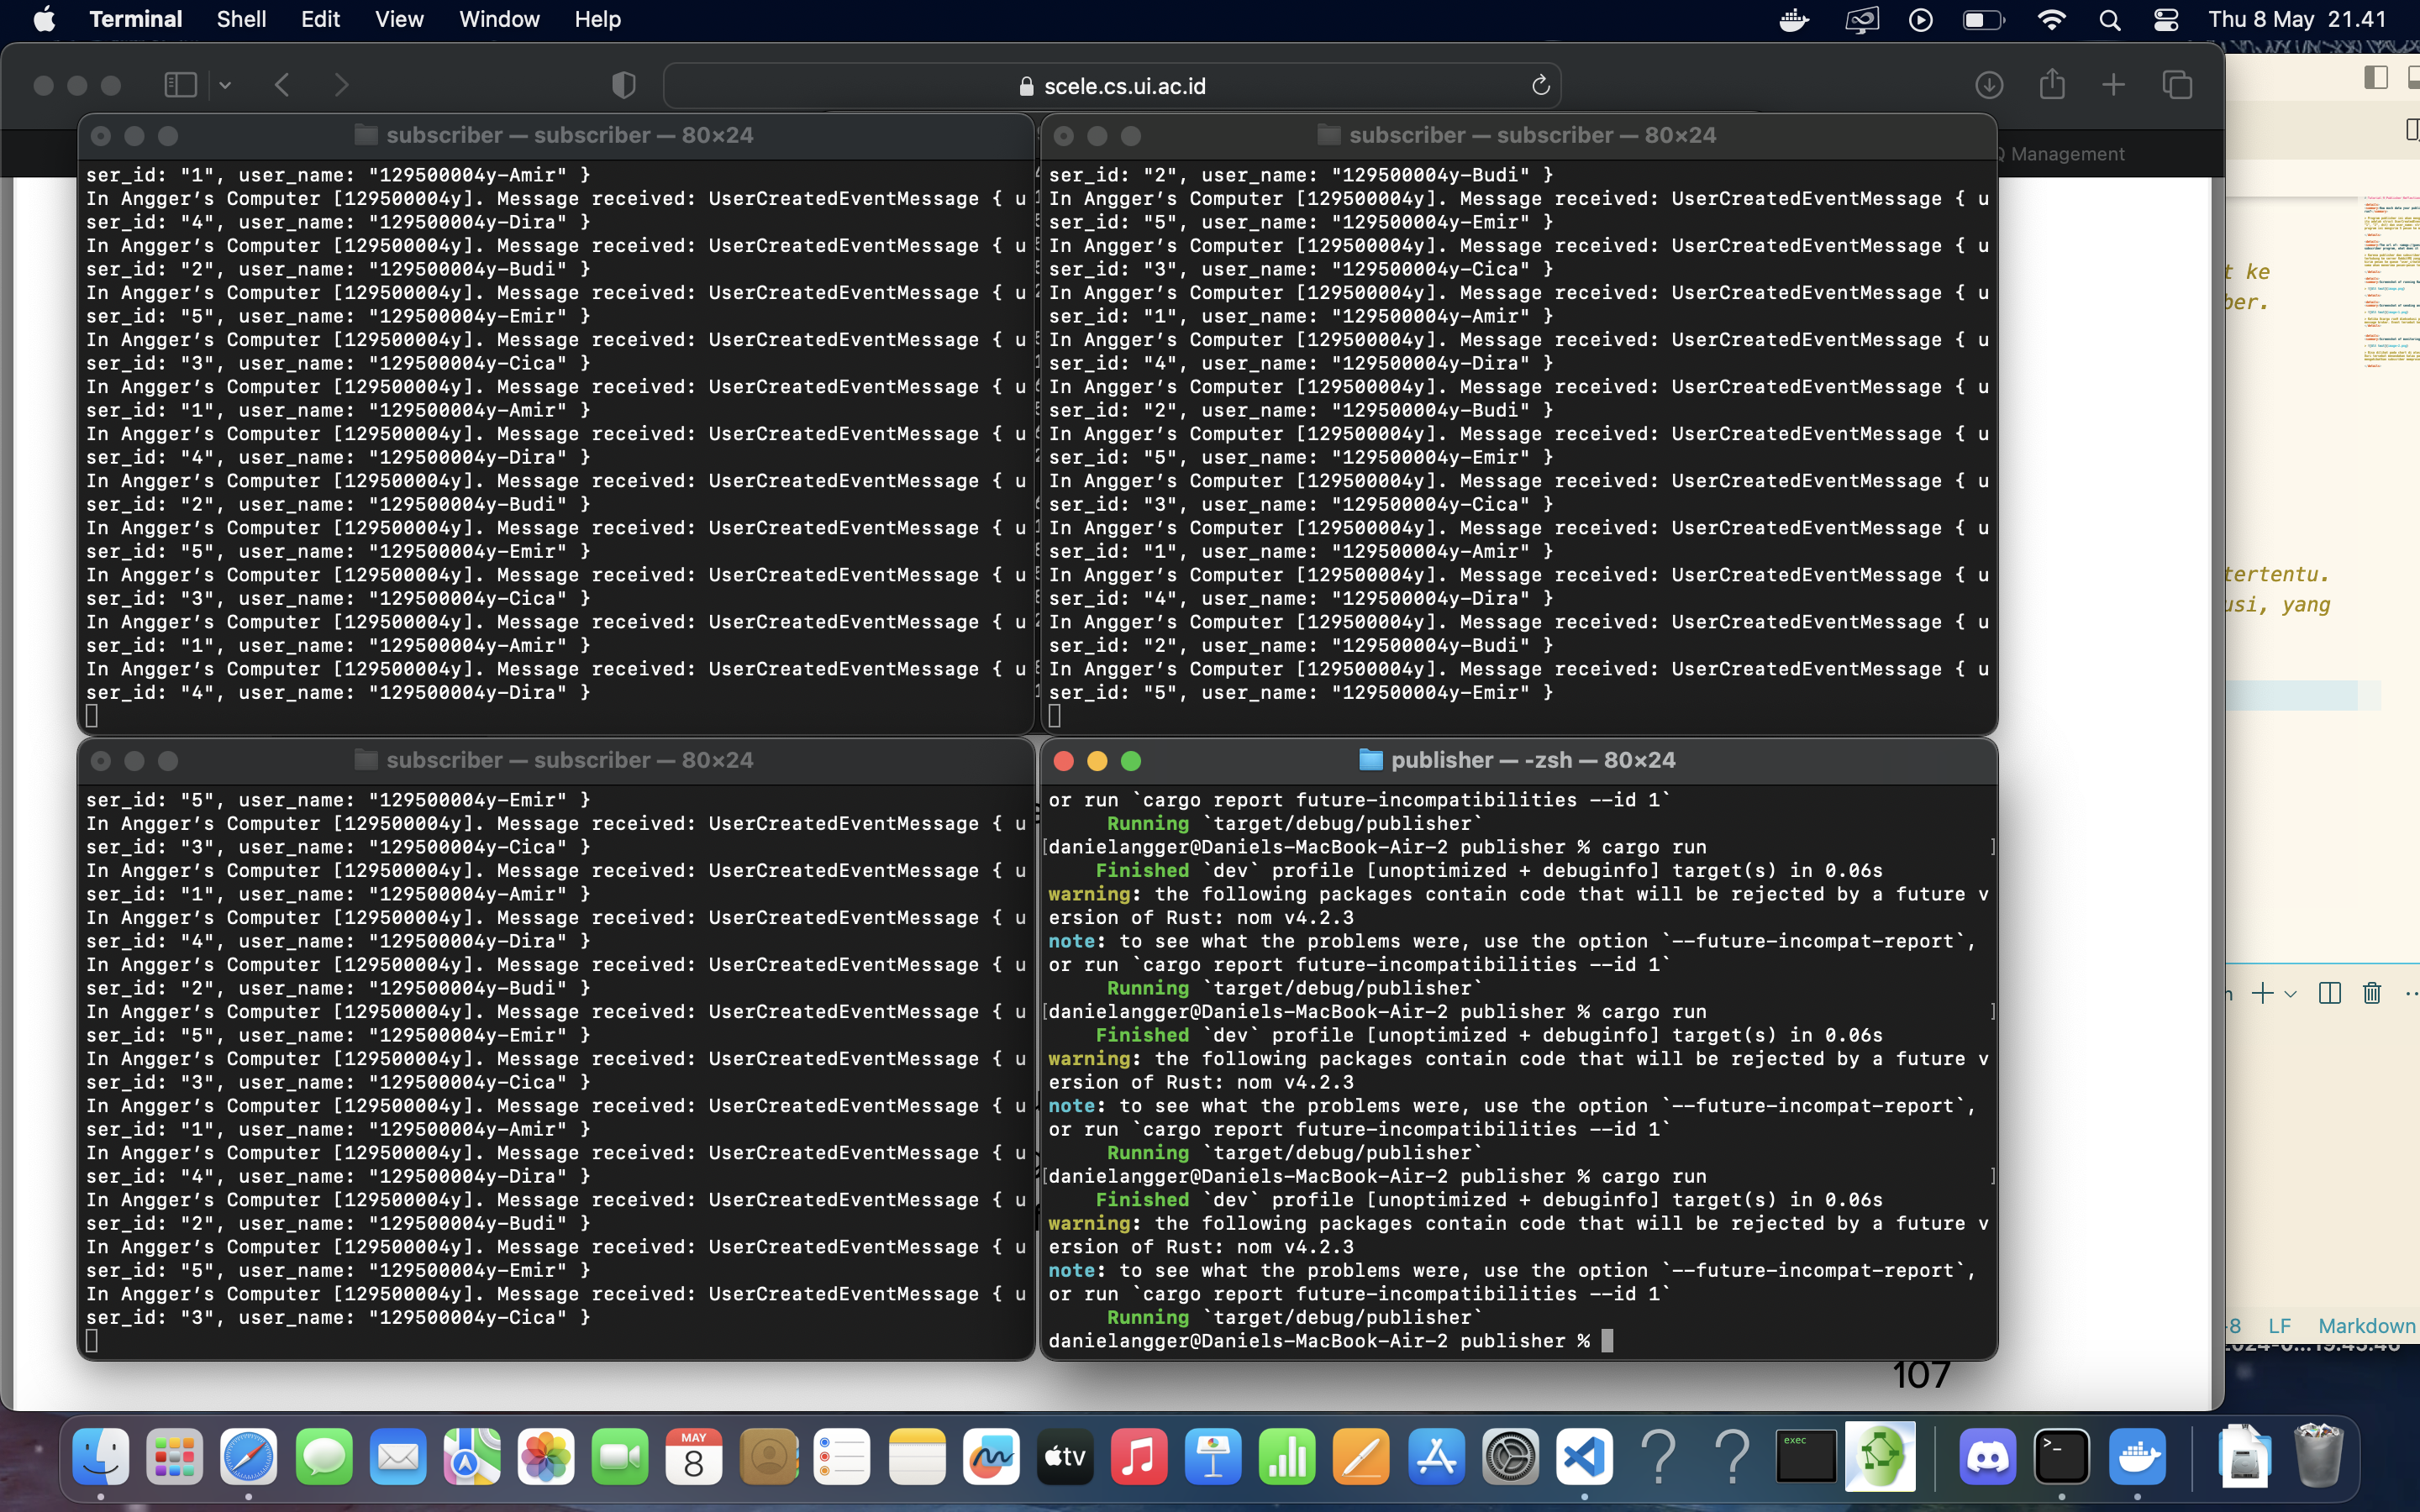 Terminal Shell Edit View Window Help Thu 8 May 21.41
scele.cs.ui.ac.id
Management
subscriber — subscriber — 80×24
ser_id: "1", user_name: "129500004y-Amir" }
In Angger's Computer [129500004y]. Message received: UserCreatedEventMessage { u
ser_id: "4", user_name: "129500004y-Dira" }
In Angger's Computer [129500004y]. Message received: UserCreatedEventMessage { u
ser_id: "2", user_name: "129500004y-Budi" }
In Angger's Computer [129500004y]. Message received: UserCreatedEventMessage { u
ser_id: "5", user_name: "129500004y-Emir" }
In Angger's Computer [129500004y]. Message received: UserCreatedEventMessage { u
ser_id: "3", user_name: "129500004y-Cica" }
In Angger's Computer [129500004y]. Message received: UserCreatedEventMessage { u
ser_id: "1", user_name: "129500004y-Amir" }
In Angger's Computer [129500004y]. Message received: UserCreatedEventMessage { u
ser_id: "4", user_name: "129500004y-Dira" }
In Angger's Computer [129500004y]. Message received: UserCreatedEventMessage { u
ser_id: "2", user_name: "129500004y-Budi" }
In Angger's Computer [129500004y]. Message received: UserCreatedEventMessage { u
ser_id: "5", user_name: "129500004y-Emir" }
In Angger's Computer [129500004y]. Message received: UserCreatedEventMessage { u
ser_id: "3", user_name: "129500004y-Cica" }
In Angger's Computer [129500004y]. Message received: UserCreatedEventMessage { u
ser_id: "1", user_name: "129500004y-Amir" }
In Angger's Computer [129500004y]. Message received: UserCreatedEventMessage { u
ser_id: "4", user_name: "129500004y-Dira" }
subscriber — subscriber — 80×24
ser_id: "2", user_name: "129500004y-Budi" }
In Angger's Computer [129500004y]. Message received: UserCreatedEventMessage { u
ser_id: "5", user_name: "129500004y-Emir" }
In Angger's Computer [129500004y]. Message received: UserCreatedEventMessage { u
ser_id: "3", user_name: "129500004y-Cica" }
In Angger's Computer [129500004y]. Message received: UserCreatedEventMessage { u
ser_id: "1", user_name: "129500004y-Amir" }
In Angger's Computer [129500004y]. Message received: UserCreatedEventMessage { u
ser_id: "4", user_name: "129500004y-Dira" }
In Angger's Computer [129500004y]. Message received: UserCreatedEventMessage { u
ser_id: "2", user_name: "129500004y-Budi" }
In Angger's Computer [129500004y]. Message received: UserCreatedEventMessage { u
ser_id: "5", user_name: "129500004y-Emir" }
In Angger's Computer [129500004y]. Message received: UserCreatedEventMessage { u
ser_id: "3", user_name: "129500004y-Cica" }
In Angger's Computer [129500004y]. Message received: UserCreatedEventMessage { u
ser_id: "1", user_name: "129500004y-Amir" }
In Angger's Computer [129500004y]. Message received: UserCreatedEventMessage { u
ser_id: "4", user_name: "129500004y-Dira" }
In Angger's Computer [129500004y]. Message received: UserCreatedEventMessage { u
ser_id: "2", user_name: "129500004y-Budi" }
In Angger's Computer [129500004y]. Message received: UserCreatedEventMessage { u
ser_id: "5", user_name: "129500004y-Emir" }
subscriber — subscriber — 80×24
ser_id: "5", user_name: "129500004y-Emir" }
In Angger's Computer [129500004y]. Message received: UserCreatedEventMessage { u
ser_id: "3", user_name: "129500004y-Cica" }
In Angger's Computer [129500004y]. Message received: UserCreatedEventMessage { u
ser_id: "1", user_name: "129500004y-Amir" }
In Angger's Computer [129500004y]. Message received: UserCreatedEventMessage { u
ser_id: "4", user_name: "129500004y-Dira" }
In Angger's Computer [129500004y]. Message received: UserCreatedEventMessage { u
ser_id: "2", user_name: "129500004y-Budi" }
In Angger's Computer [129500004y]. Message received: UserCreatedEventMessage { u
ser_id: "5", user_name: "129500004y-Emir" }
In Angger's Computer [129500004y]. Message received: UserCreatedEventMessage { u
ser_id: "3", user_name: "129500004y-Cica" }
In Angger's Computer [129500004y]. Message received: UserCreatedEventMessage { u
ser_id: "1", user_name: "129500004y-Amir" }
In Angger's Computer [129500004y]. Message received: UserCreatedEventMessage { u
ser_id: "4", user_name: "129500004y-Dira" }
In Angger's Computer [129500004y]. Message received: UserCreatedEventMessage { u
ser_id: "2", user_name: "129500004y-Budi" }
In Angger's Computer [129500004y]. Message received: UserCreatedEventMessage { u
ser_id: "5", user_name: "129500004y-Emir" }
In Angger's Computer [129500004y]. Message received: UserCreatedEventMessage { u
ser_id: "3", user_name: "129500004y-Cica" }
publisher — -zsh — 80×24
or run `cargo report future-incompatibilities --id 1`
Running `target/debug/publisher`
[danielangger@Daniels-MacBook-Air-2 publisher % cargo run ]
Finished `dev` profile [unoptimized + debuginfo] target(s) in 0.06s
warning: the following packages contain code that will be rejected by a future v
ersion of Rust: nom v4.2.3
note: to see what the problems were, use the option `--future-incompat-report`,
or run `cargo report future-incompatibilities --id 1`
Running `target/debug/publisher`
[danielangger@Daniels-MacBook-Air-2 publisher % cargo run ]
Finished `dev` profile [unoptimized + debuginfo] target(s) in 0.06s
warning: the following packages contain code that will be rejected by a future v
ersion of Rust: nom v4.2.3
note: to see what the problems were, use the option `--future-incompat-report`,
or run `cargo report future-incompatibilities --id 1`
Running `target/debug/publisher`
[danielangger@Daniels-MacBook-Air-2 publisher % cargo run ]
Finished `dev` profile [unoptimized + debuginfo] target(s) in 0.06s
warning: the following packages contain code that will be rejected by a future v
ersion of Rust: nom v4.2.3
note: to see what the problems were, use the option `--future-incompat-report`,
or run `cargo report future-incompatibilities --id 1`
Running `target/debug/publisher`
danielangger@Daniels-MacBook-Air-2 publisher %
t ke
ber.
tertentu.
usi, yang
-8 LF Markdown
107
MAY
8
tv
exec